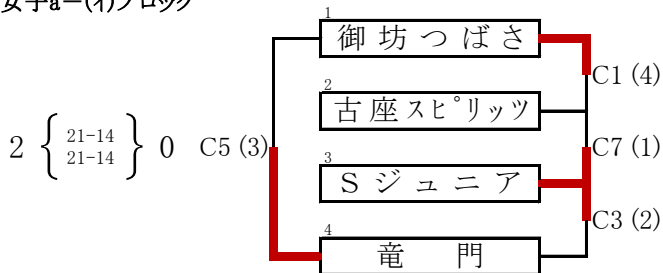 女子a－(イ)ブロック
1
御坊つばさ
C1 (4)
2
古座スピリッツ
2 { 21-14 } 0 C5 (3)
21-14
C7 (1)
3
Sジュニア
C3 (2)
4
竜門